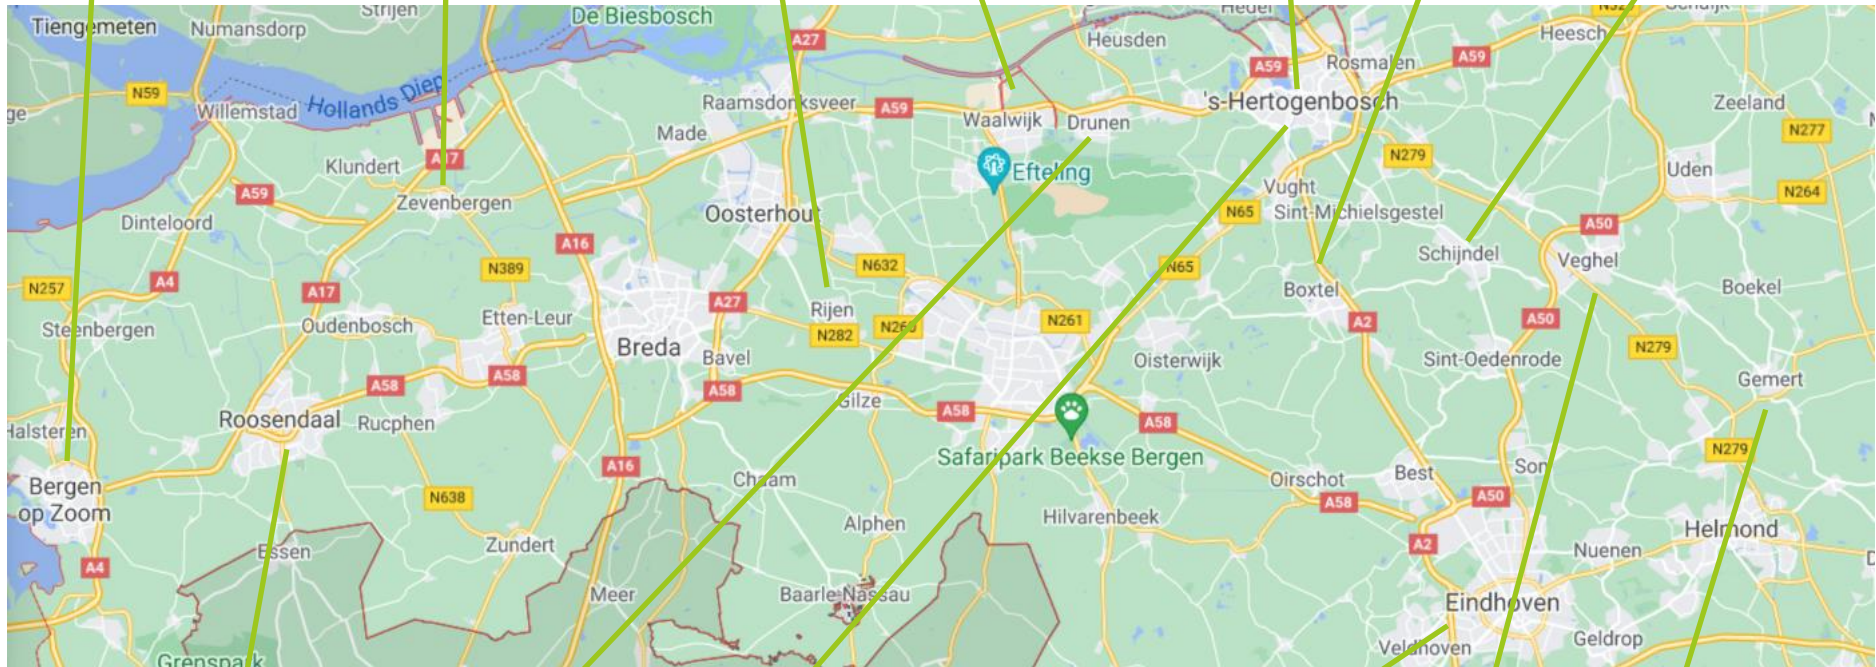 Tiengemeten
Numansdorp
Strijen
De Biesbosch
Hedel
Heesch
A27
Heusden
A59
Rosmalen
A59
N59
Willemstad
Hollands Diep
Raamsdonksveer
A59
Waalwijk
Drunen
's-Hertogenbosch
Zeeland
N277
Made
Klundert
A17
Efteling
N279
Uden
N264
A59
Zevenbergen
Vught
Dinteloord
Oosterhout
N65
Sint-Michielsgestel
A50
A16
Schijndel
Veghel
N257
A4
N389
N632
N65
A17
A27
Rijen
Boxtel
Boekel
Steenbergen
Oudenbosch
Etten-Leur
N282
N261
A2
A50
Breda
Bavel
Oisterwijk
Sint-Oedenrode
N279
A58
A58
A58
Gemert
Halsteren
Roosendaal
Rucphen
Gilze
A58
A58
Safaripark Beekse Bergen
N279
Bergen
op Zoom
A16
Chaam
Oirschot
Best
Son
N638
A58
A50
Alphen
Hilvarenbeek
Helmond
Essen
Zundert
A2
Nuenen
A4
Meer
Baarle-Nassau
Eindhoven
Veldhoven
Geldrop
Grenspark